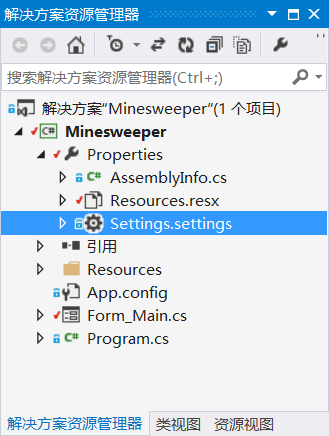 解决方案资源管理器
搜索解决方案资源管理器(Ctrl+;)
解决方案"Minesweeper"(1 个项目)
C# Minesweeper
Properties
C# AssemblyInfo.cs
Resources.resx
Settings.settings
引用
Resources
App.config
Form_Main.cs
C# Program.cs
解决方案资源管理器 类视图 资源视图